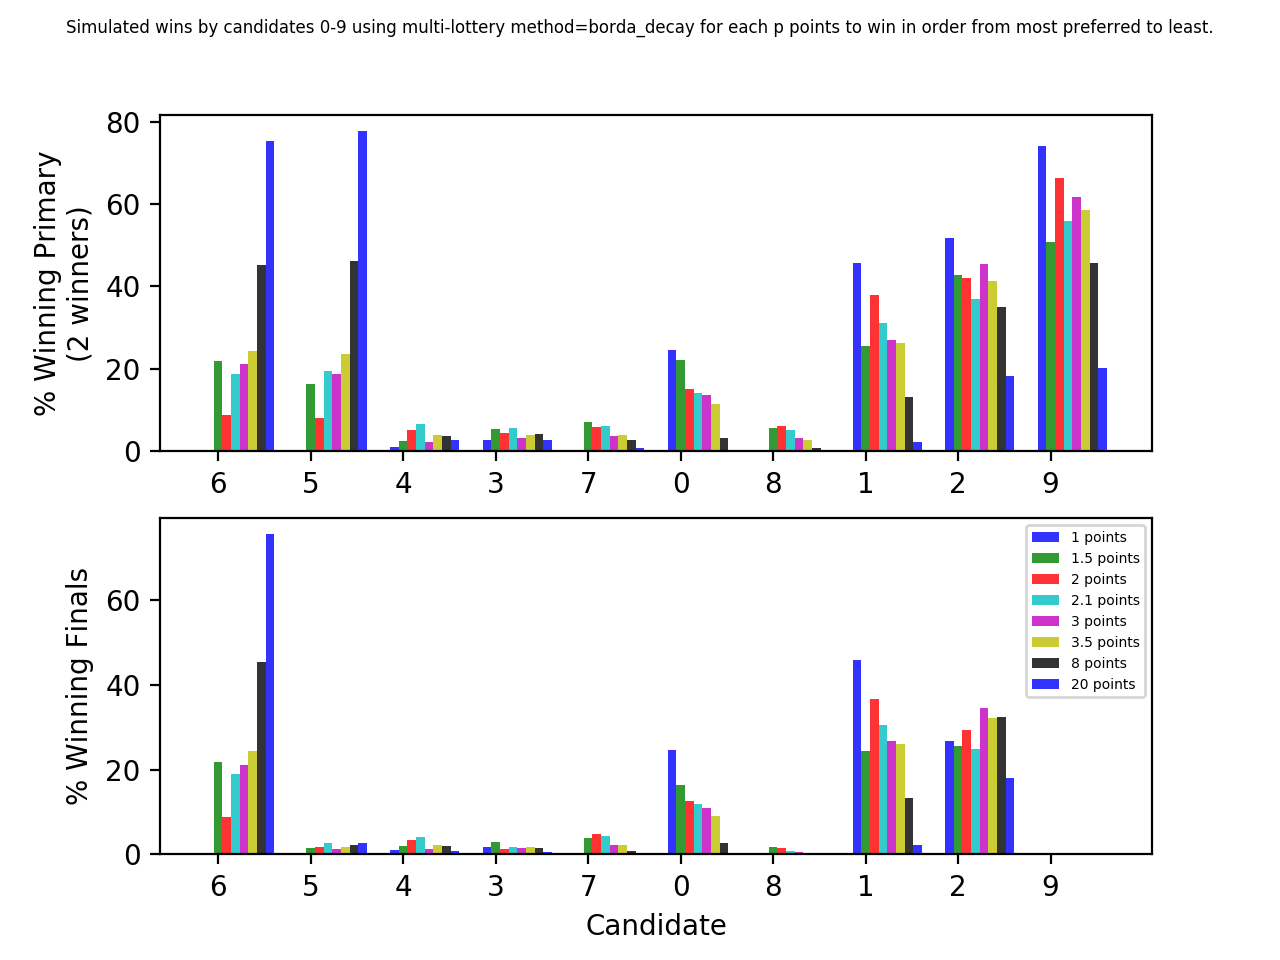 Simulated wins by candidates 0-9 using multi-lottery method=borda_decay for each p points to win in order from most preferred to least.
% Winning Primary
(2 winners)
80
60
40
20
0
6 5 4 3 7 0 8 1 2 9
% Winning Finals
60
40
20
0
1 points
1.5 points
2 points
2.1 points
3 points
3.5 points
8 points
20 points
6 5 4 3 7 0 8 1 2 9
Candidate